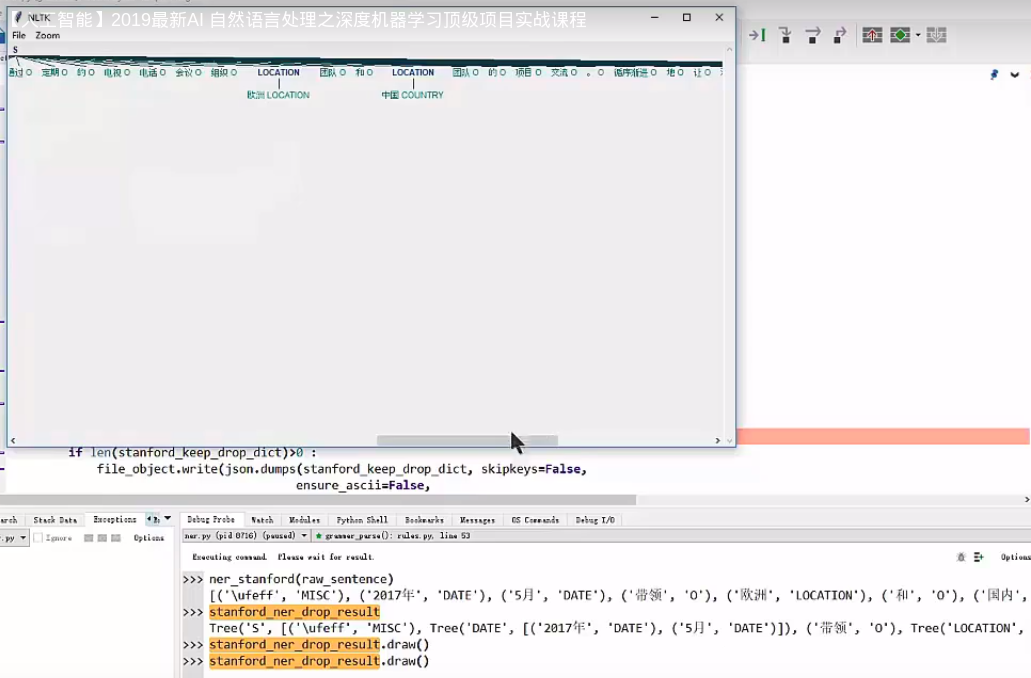 【人工智能】2019最新AI 自然语言处理之深度机器学习顶级项目实战课程
NLTK
File Zoom
S
通过 O 定期 O 的 O 电视 O 电话 O 会议 O 组织 O LOCATION 团队 O 和 O LOCATION 团队 O 的 O 项目 O 交流 O 。 O 循序渐进 O 地 O 让 O
欧洲 LOCATION 中国 COUNTRY
if len(stanford_keep_drop_dict)>0 :
file_object.write(json.dumps(stanford_keep_drop_dict, skipkeys=False,
ensure_ascii=False,
arch Stack Data Exceptions Debug Probe Watch Modules Python Shell Bookmarks Messages OS Commands Debug I/O
.py Ignore Options ner.py (pid 8716) (paused) grammer_parse(): rules.py, line 53
Executing command. Please wait for result. Options
>>> ner_stanford(raw_sentence)
[('\ufeff', 'MISC'), ('2017年', 'DATE'), ('5月', 'DATE'), ('带领', 'O'), ('欧洲', 'LOCATION'), ('和', 'O'), ('国内',
>>> stanford_ner_drop_result
Tree('S', [('\ufeff', 'MISC'), Tree('DATE', [('2017年', 'DATE'), ('5月', 'DATE')]), ('带领', 'O'), Tree('LOCATION',
>>> stanford_ner_drop_result.draw()
>>> stanford_ner_drop_result.draw()